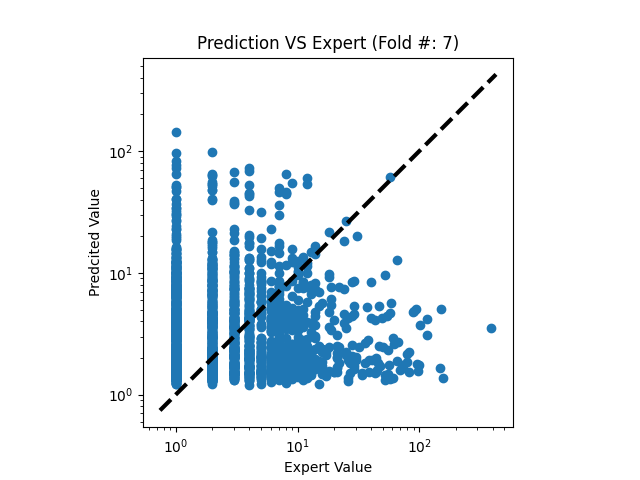 Prediction VS Expert (Fold #: 7)
Predcited Value
10²
10¹
10⁰
10⁰ 10¹ 10²
Expert Value